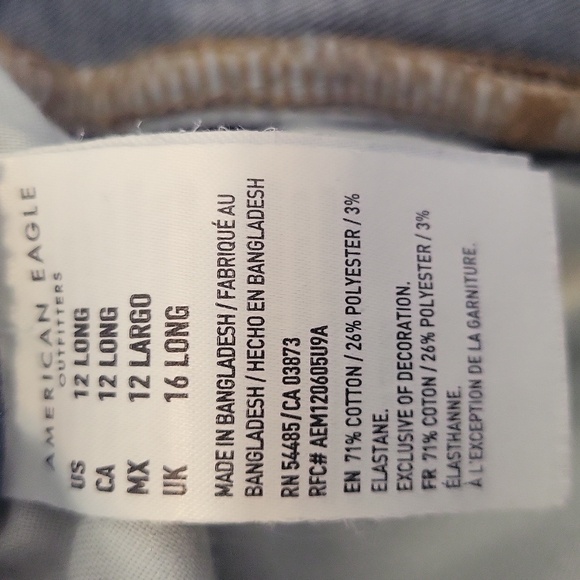 AMERICAN EAGLE
OUTFITTERS
US 12 LONG
CA 12 LONG
MX 12 LARGO
UK 16 LONG
MADE IN BANGLADESH / FABRIQUÉ AU
BANGLADESH / HECHO EN BANGLADESH
RN 54485 / CA 03873
RFC# AEM120605U9A
EN 71% COTTON / 26% POLYESTER / 3%
ELASTANE.
EXCLUSIVE OF DECORATION.
FR 71% COTON / 26% POLYESTER / 3%
ÉLASTHANNE.
À L'EXCEPTION DE LA GARNITURE.